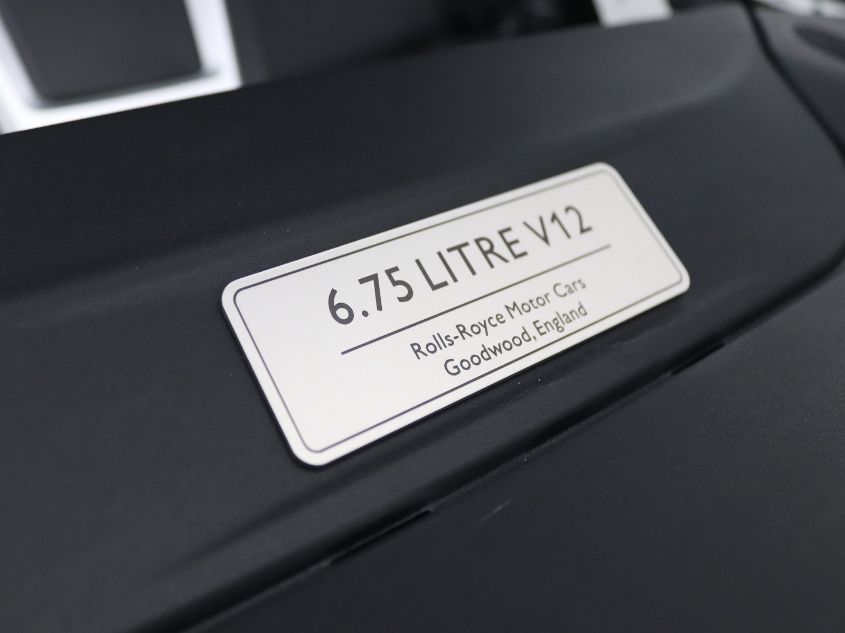 6.75 LITRE V12
Rolls-Royce Motor Cars
Goodwood, England